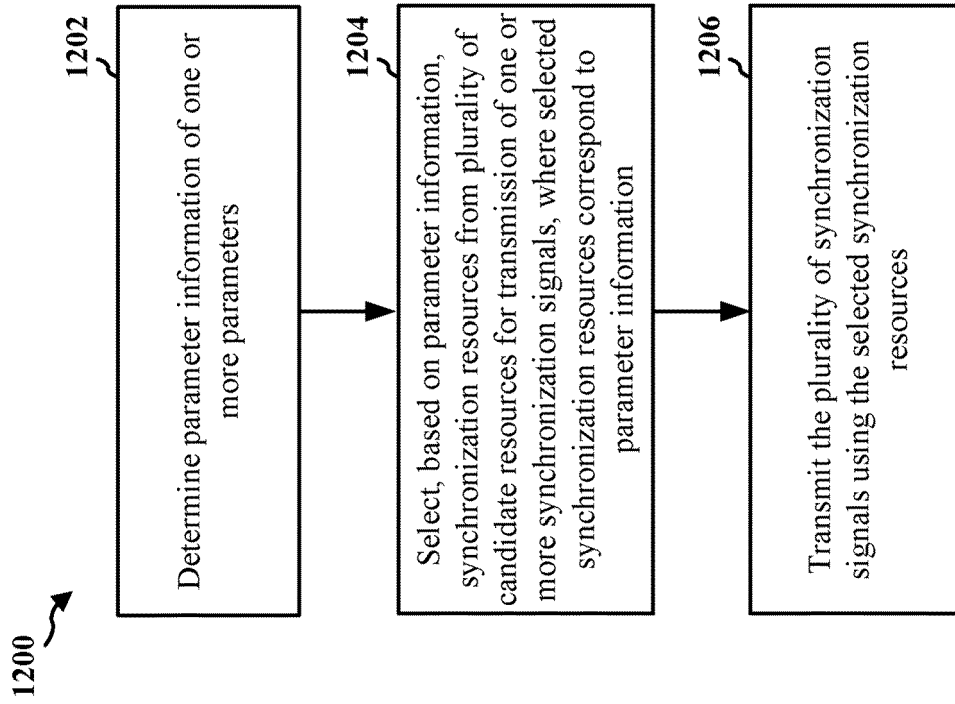 1200
1202
Determine parameter information of one or
more parameters
1204
Select, based on parameter information,
synchronization resources from plurality of
candidate resources for transmission of one or
more synchronization signals, where selected
synchronization resources correspond to
parameter information
1206
Transmit the plurality of synchronization
signals using the selected synchronization
resources